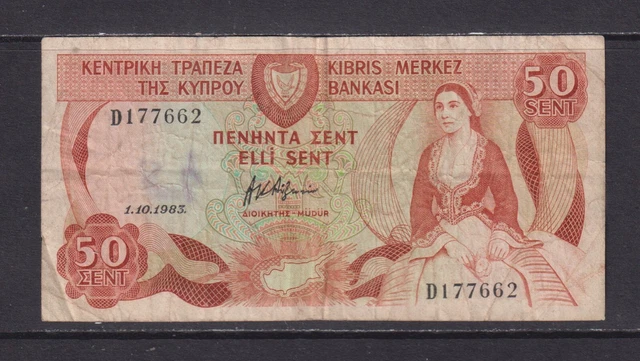 ΚΕΝΤΡΙΚΗ ΤΡΑΠΕΖΑ
ΤΗΣ ΚΥΠΡΟΥ
KIBRIS MERKEZ
BANKASI
50
SENT
D177662
ΠΕΝΗΝΤΑ ΣΕΝΤ
ELLİ SENT
ΔΙΟΙΚΗΤΗΣ-MÜDÜR
1.10.1983.
50
ΣΕΝΤ
D177662